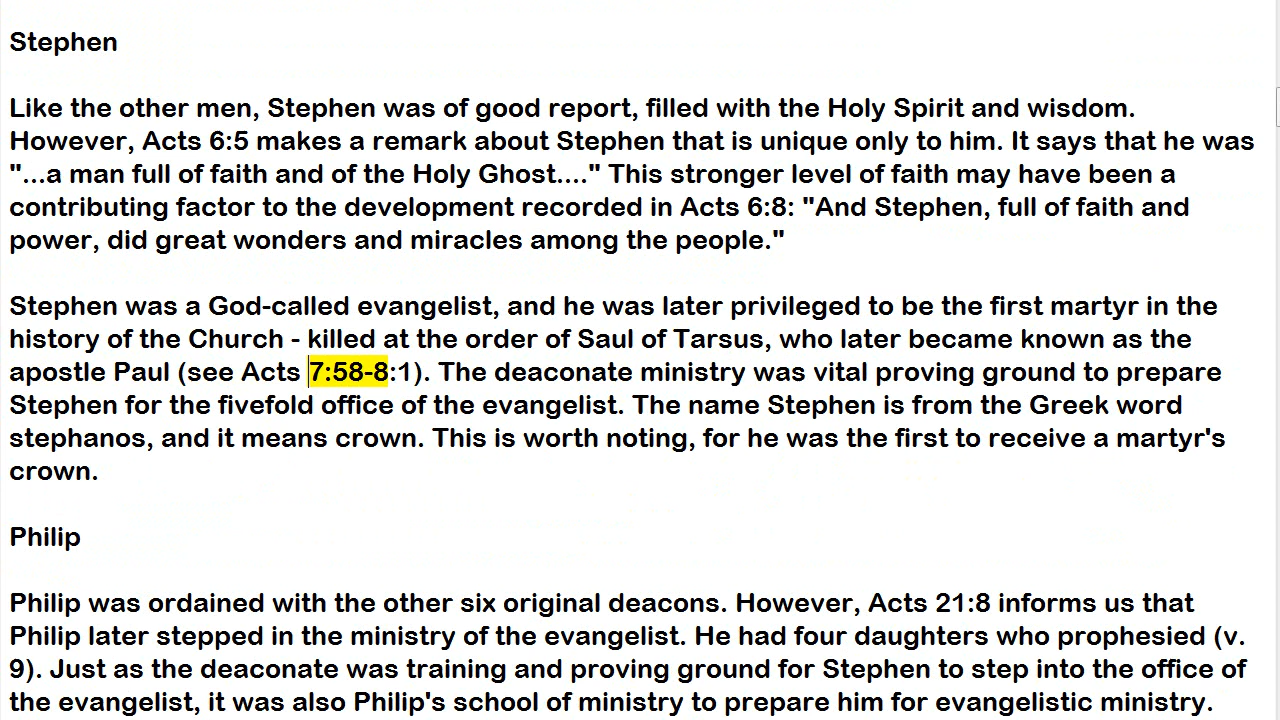 Stephen
Like the other men, Stephen was of good report, filled with the Holy Spirit and wisdom.
However, Acts 6:5 makes a remark about Stephen that is unique only to him. It says that he was
"...a man full of faith and of the Holy Ghost...." This stronger level of faith may have been a
contributing factor to the development recorded in Acts 6:8: "And Stephen, full of faith and
power, did great wonders and miracles among the people."
Stephen was a God-called evangelist, and he was later privileged to be the first martyr in the
history of the Church - killed at the order of Saul of Tarsus, who later became known as the
apostle Paul (see Acts 7:58-8:1). The deaconate ministry was vital proving ground to prepare
Stephen for the fivefold office of the evangelist. The name Stephen is from the Greek word
stephanos, and it means crown. This is worth noting, for he was the first to receive a martyr's
crown.
Philip
Philip was ordained with the other six original deacons. However, Acts 21:8 informs us that
Philip later stepped in the ministry of the evangelist. He had four daughters who prophesied (v.
9). Just as the deaconate was training and proving ground for Stephen to step into the office of
the evangelist, it was also Philip's school of ministry to prepare him for evangelistic ministry.